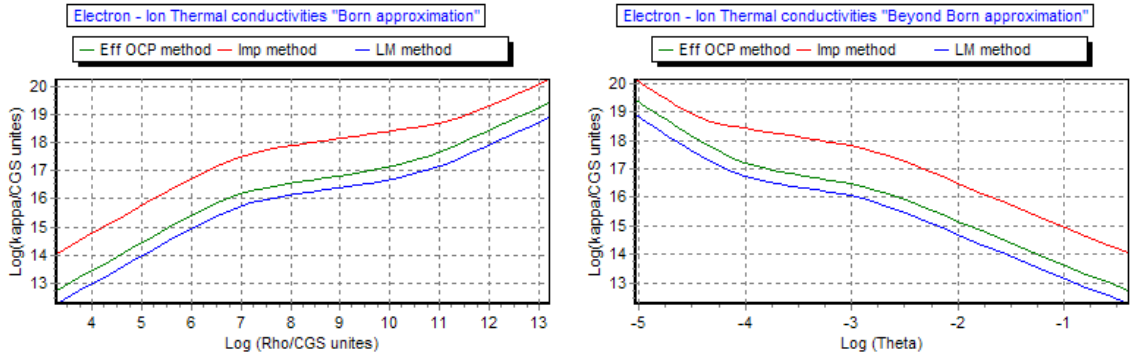 Electron - Ion Thermal conductivities "Born approximation"
Eff OCP method Imp method LM method
Log(kappa/CGS unites)
20
19
18
17
16
15
14
13
4 5 6 7 8 9 10 11 12 13
Log (Rho/CGS unites)
Electron - Ion Thermal conductivities "Beyond Born approximation"
Eff OCP method Imp method LM method
Log(kappa/CGS unites)
20
19
18
17
16
15
14
13
-5 -4 -3 -2 -1
Log (Theta)